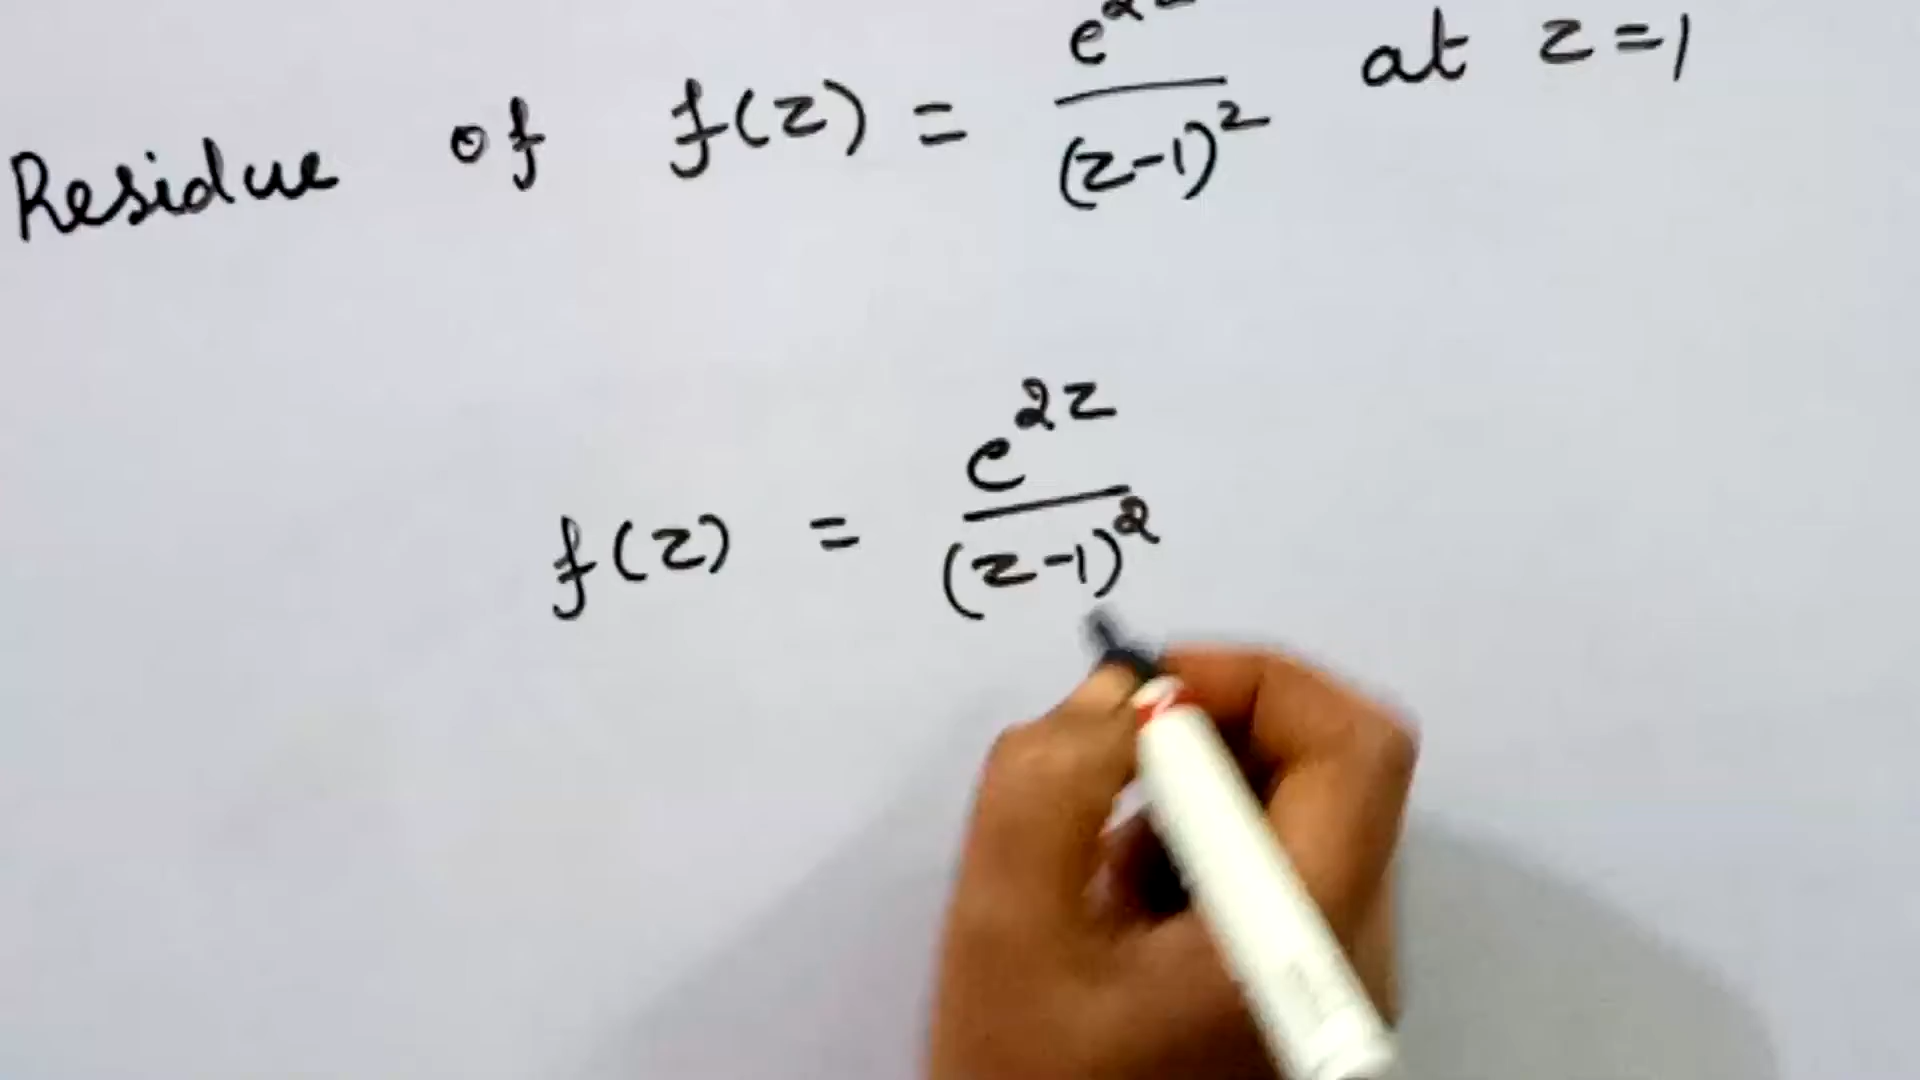 Residue of f(z) = e^2z / (z-1)^2 at z=1
f(z) = e^2z / (z-1)^2